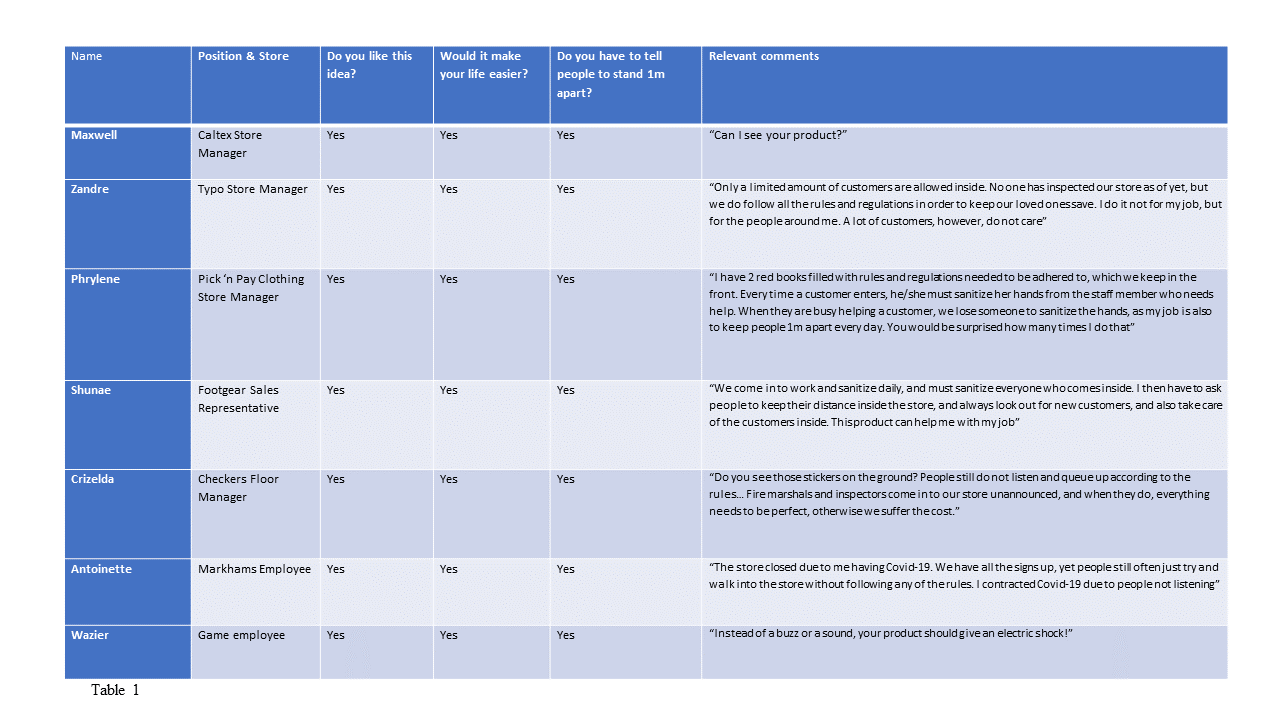 Name
Position & Store
Do you like this
idea?
Would it make
your life easier?
Do you have to tell
people to stand 1m
apart?
Relevant comments
Maxwell
Caltex Store
Manager
Yes
Yes
Yes
“Can I see your product?”
Zandre
Typo Store Manager
Yes
Yes
Yes
“Only a limited amount of customers are allowed inside. No one has inspected our store as of yet, but
we do follow all the rules and regulations in order to keep our loved ones save. I do it not for my job, but
for the people around me. A lot of customers, however, do not care”
Phrylene
Pick ‘n Pay Clothing
Store Manager
Yes
Yes
Yes
“I have 2 red books filled with rules and regulations needed to be adhered to, which we keep in the
front. Every time a customer enters, he/she must sanitize her hands from the staff member who needs
help. When they are busy helping a customer, we lose someone to sanitize the hands, as my job is also
to keep people 1m apart every day. You would be surprised how many times I do that”
Shunae
Footgear Sales
Representative
Yes
Yes
Yes
“We come in to work and sanitize daily, and must sanitize everyone who comes inside. I then have to ask
people to keep their distance inside the store, and always look out for new customers, and also take care
of the customers inside. This product can help me with my job”
Crizelda
Checkers Floor
Manager
Yes
Yes
Yes
“Do you see those stickers on the ground? People still do not listen and queue up according to the
rules... Fire marshals and inspectors come in to our store unannounced, and when they do, everything
needs to be perfect, otherwise we suffer the cost.”
Antoinette
Markhams Employee
Yes
Yes
Yes
“The store closed due to me having Covid-19. We have all the signs up, yet people still often just try and
walk into the store without following any of the rules. I contracted Covid-19 due to people not listening”
Wazier
Game employee
Yes
Yes
Yes
“Instead of a buzz or a sound, your product should give an electric shock!”
Table 1